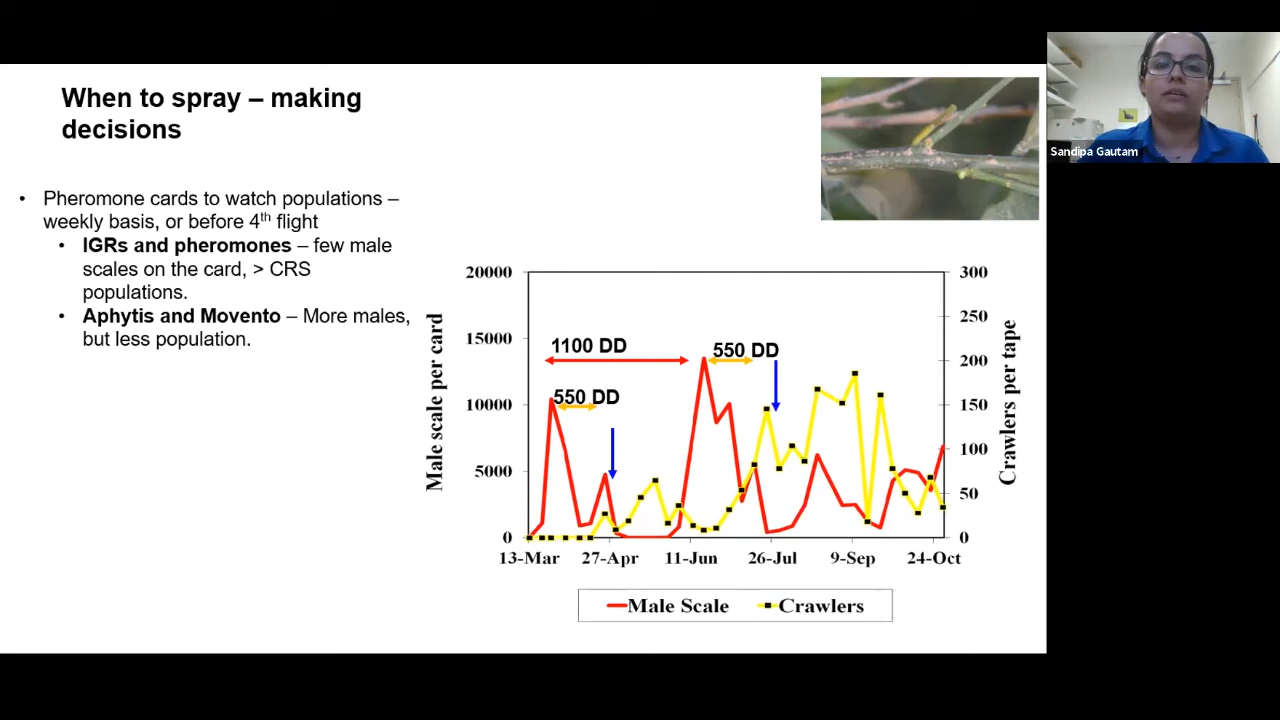 When to spray – making
decisions
Sandipa Gautam
• Pheromone cards to watch populations –
weekly basis, or before 4th flight
• IGRs and pheromones – few male
scales on the card, > CRS
populations.
• Aphytis and Movento – More males,
but less population.
Male scale per card
20000
15000
10000
5000
0
1100 DD
550 DD
550 DD
300
250
200
150
100
50
0
Crawlers per tape
13-Mar 27-Apr 11-Jun 26-Jul 9-Sep 24-Oct
Male Scale Crawlers